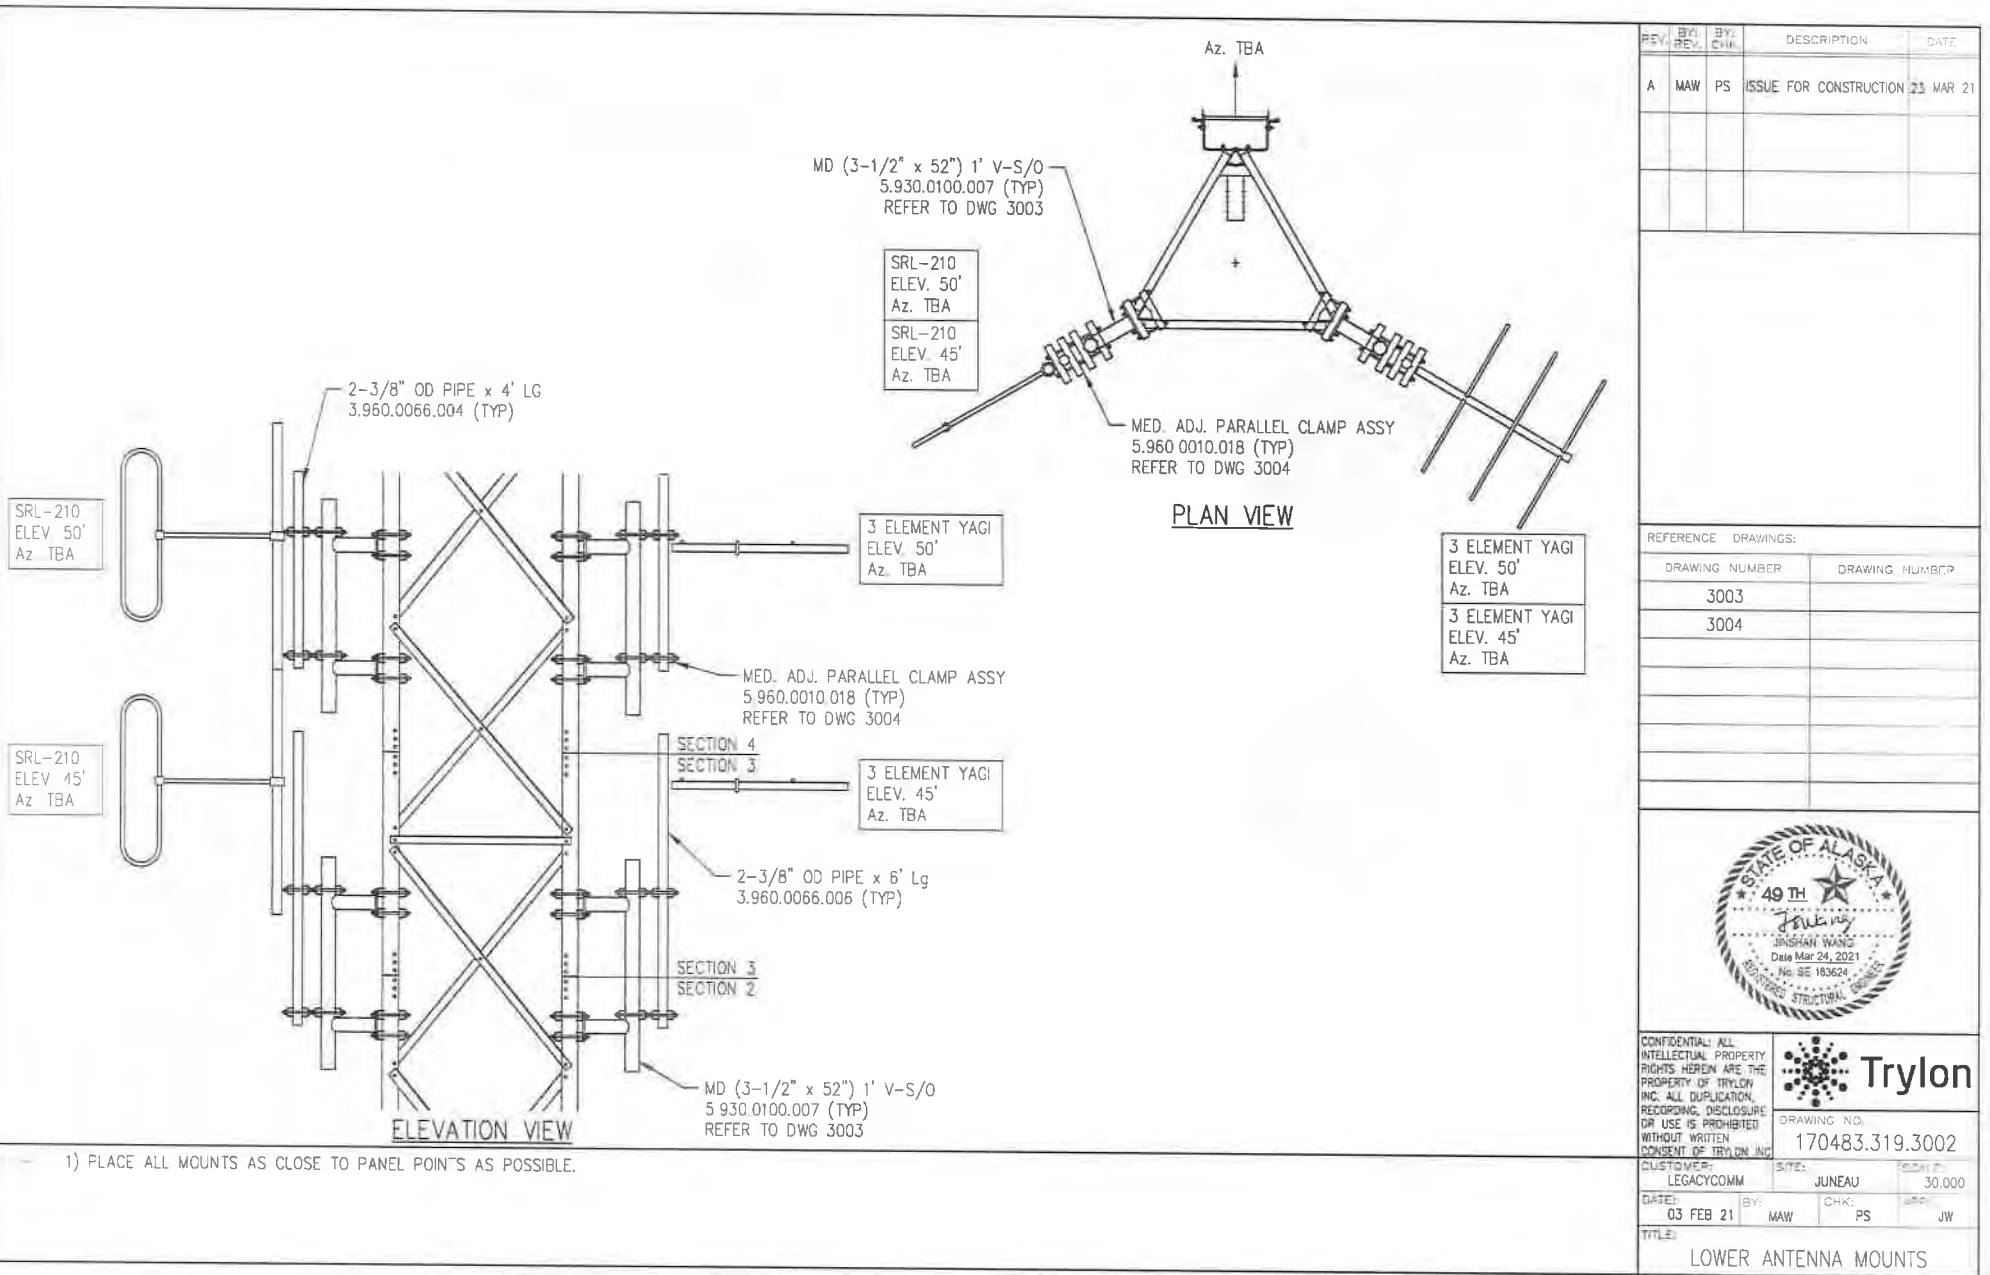 Az. TBA
MD (3-1/2" x 52") 1' V-S/O
5.930.0100.007 (TYP)
REFER TO DWG 3003
SRL-210
ELEV. 50'
Az. TBA
SRL-210
ELEV. 45'
Az. TBA
MED. ADJ. PARALLEL CLAMP ASSY
5.960 0010.018 (TYP)
REFER TO DWG 3004
PLAN VIEW
3 ELEMENT YAGI
ELEV. 50'
Az. TBA
3 ELEMENT YAGI
ELEV. 45'
Az. TBA
2-3/8" OD PIPE x 4' LG
3.960.0066.004 (TYP)
SRL-210
ELEV 50'
Az TBA
3 ELEMENT YAGI
ELEV. 50'
Az. TBA
MED. ADJ. PARALLEL CLAMP ASSY
5.960.0010.018 (TYP)
REFER TO DWG 3004
SECTION 4
SECTION 3
SRL-210
ELEV 45'
Az TBA
3 ELEMENT YAGI
ELEV. 45'
Az. TBA
2-3/8" OD PIPE x 6' Lg
3.960.0066.006 (TYP)
SECTION 3
SECTION 2
MD (3-1/2" x 52") 1' V-S/O
5 930.0100.007 (TYP)
REFER TO DWG 3003
ELEVATION VIEW
1) PLACE ALL MOUNTS AS CLOSE TO PANEL POINTS AS POSSIBLE.
REV. BY: REV. BY: CHK. DESCRIPTION DATE
A MAW PS ISSUE FOR CONSTRUCTION 23 MAR 21
REFERENCE DRAWINGS:
DRAWING NUMBER DRAWING NUMBER
3003
3004
STATE OF ALASKA
49 TH
JINSHAN WANG
Date Mar 24, 2021
No. SE 163624
REGISTERED STRUCTURAL ENGINEER
CONFIDENTIAL: ALL
INTELLECTUAL PROPERTY
RIGHTS HEREIN ARE THE
PROPERTY OF TRYLON
INC. ALL DUPLICATION,
RECORDING, DISCLOSURE
OR USE IS PROHIBITED
WITHOUT WRITTEN
CONSENT OF TRYLON INC
Trylon
DRAWING NO.
170483.319.3002
CUSTOMER: SITE: SCALE:
LEGACYCOMM JUNEAU 30.000
DATE: BY: CHK: APP:
03 FEB 21 MAW PS JW
TITLE:
LOWER ANTENNA MOUNTS